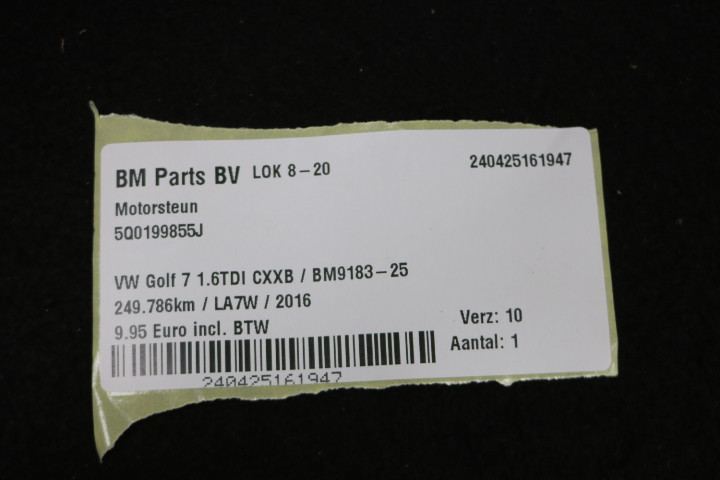 BM Parts BV LOK 8-20 240425161947
Motorsteun
5Q0199855J
VW Golf 7 1.6TDI CXXB / BM9183-25
249.786km / LA7W / 2016
9.95 Euro incl. BTW
Verz: 10
Aantal: 1
240425161947